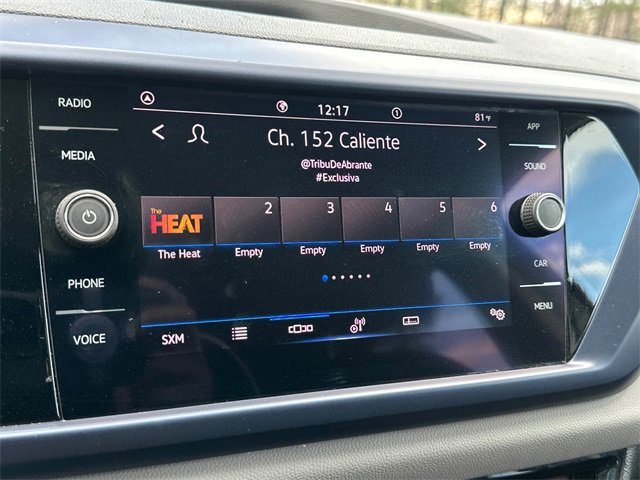 RADIO
MEDIA
PHONE
VOICE
12:17
1
81°F
Ch. 152 Caliente
@TribuDeAbrante
#Exclusiva
The HEAT
2
3
4
5
6
The Heat
Empty
Empty
Empty
Empty
Empty
SXM
APP
SOUND
CAR
MENU